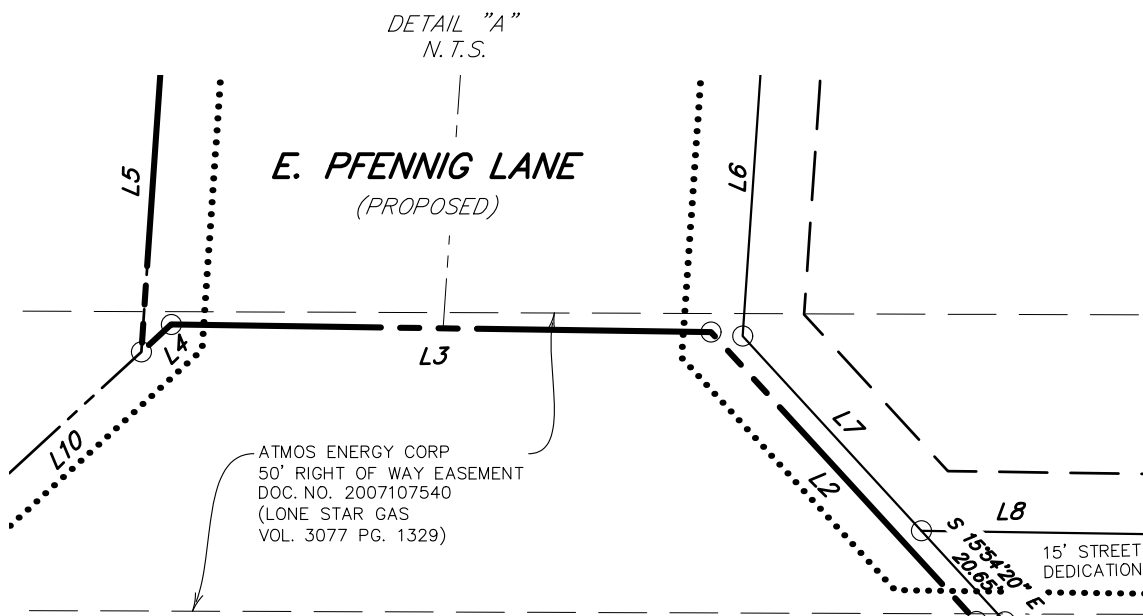 DETAIL "A"
N.T.S.
E. PFENNIG LANE
(PROPOSED)
L5
L6
L4
L3
L7
L10
L2
ATMOS ENERGY CORP
50' RIGHT OF WAY EASEMENT
DOC. NO. 2007107540
(LONE STAR GAS
VOL. 3077 PG. 1329)
L8
S 15°54'20" E
20.65'
15' STREET
DEDICATION